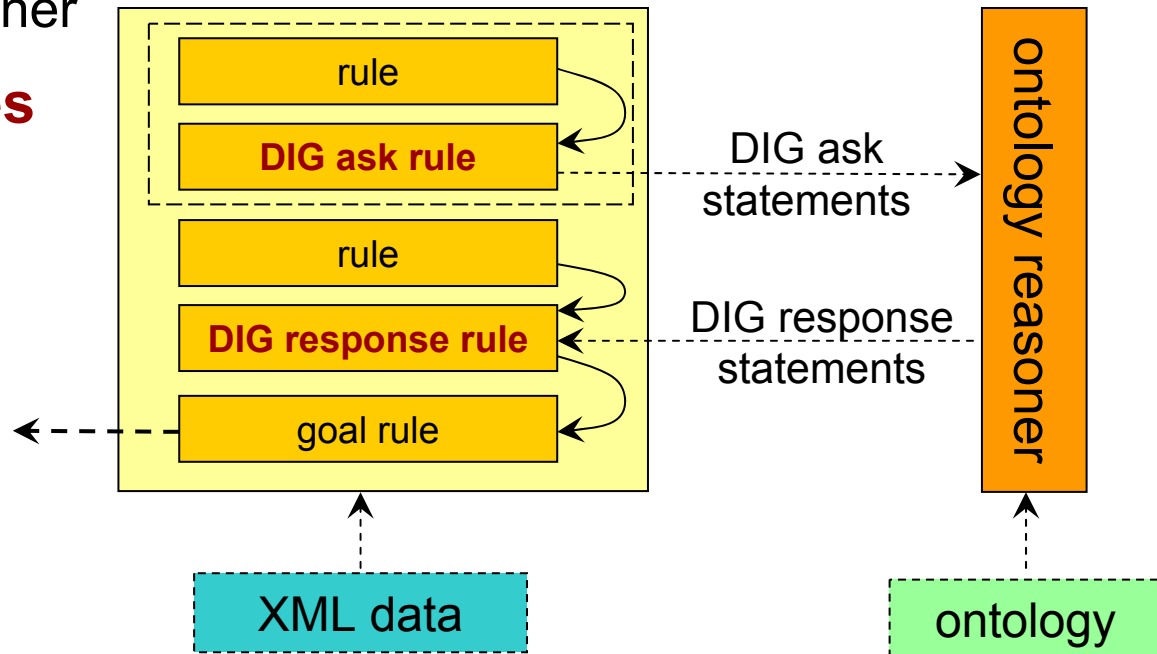 ner
es
rule
DIG ask rule
rule
DIG response rule
goal rule
DIG ask
statements
DIG response
statements
ontology reasoner
XML data
ontology